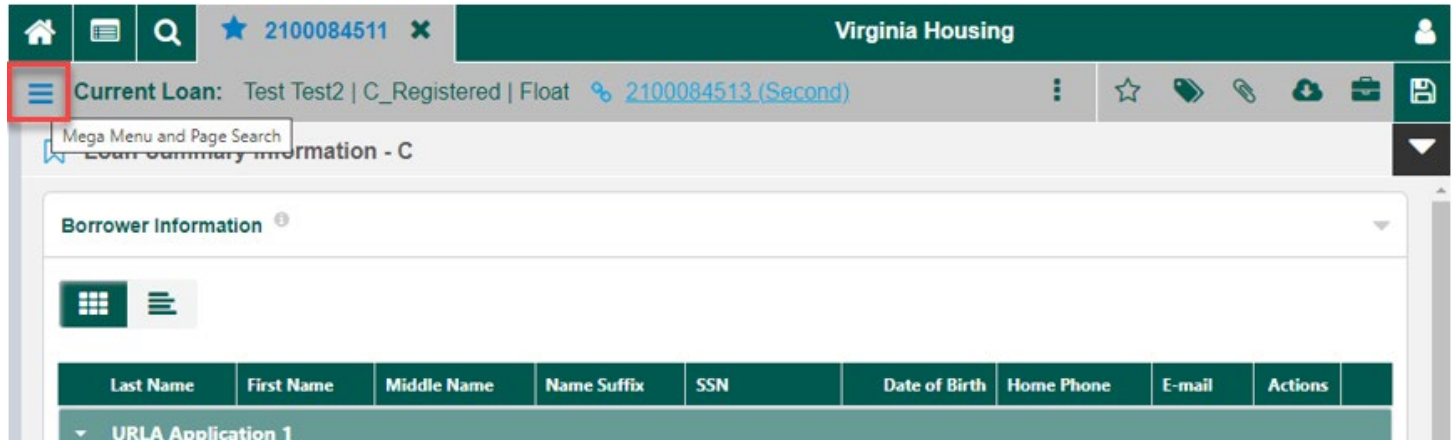 2100084511 Virginia Housing
Current Loan: Test Test2 | C_Registered | Float 2100084513 (Second)
Mega Menu and Page Search
Loan Summary Information - C
Borrower Information
Last Name First Name Middle Name Name Suffix SSN Date of Birth Home Phone E-mail Actions
URLA Application 1